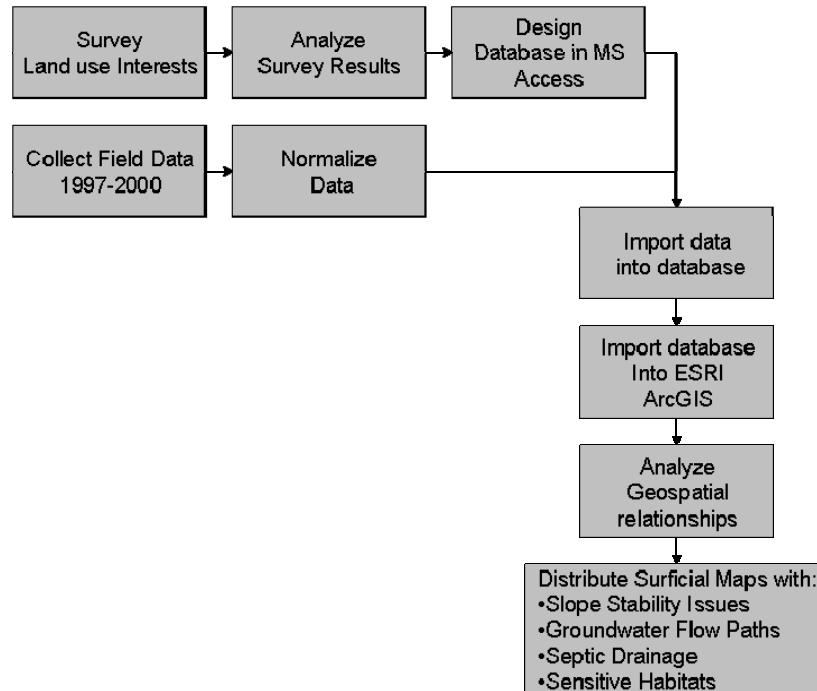 Survey
Land use Interests
Analyze
Survey Results
Design
Database in MS
Access
Collect Field Data
1997-2000
Normalize
Data
Import data
into database
Import database
Into ESRI
ArcGIS
Analyze
Geospatial
relationships
Distribute Surficial Maps with:
•Slope Stability Issues
•Groundwater Flow Paths
•Septic Drainage
•Sensitive Habitats